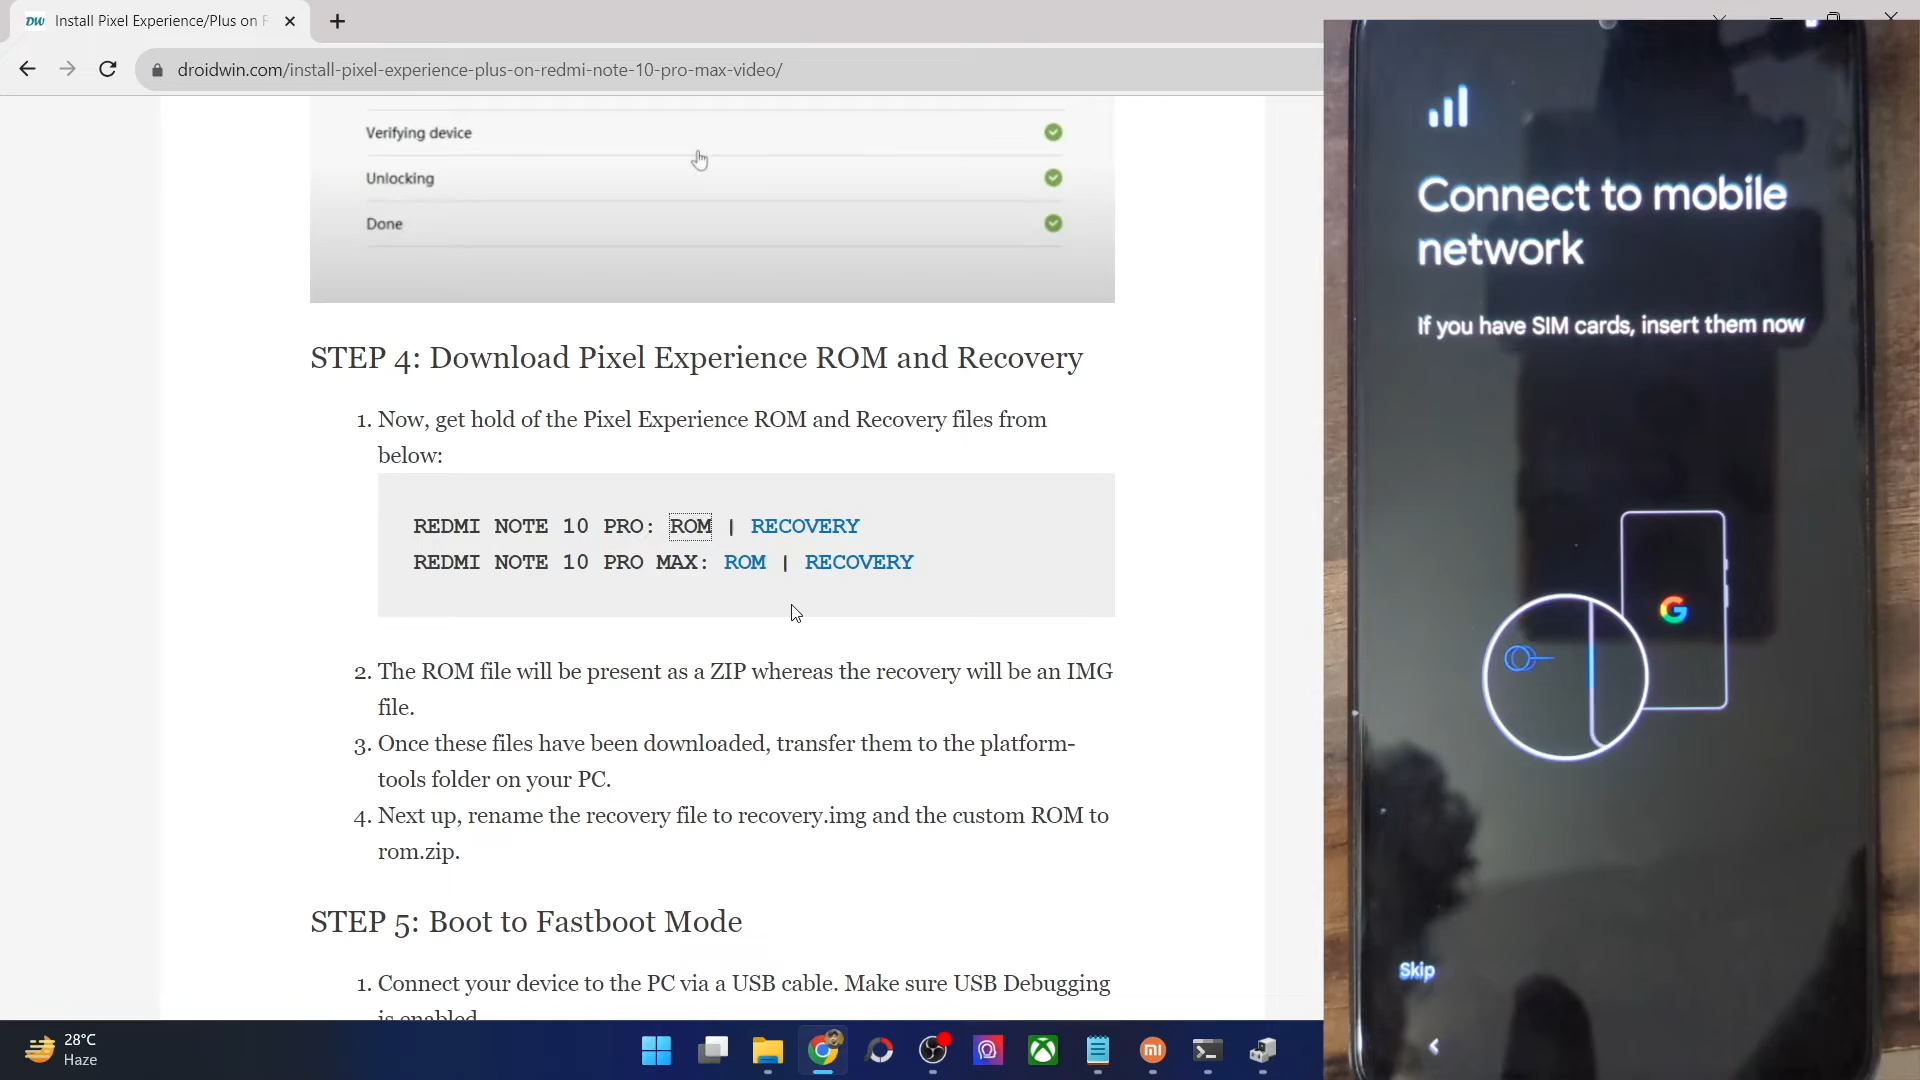 DW Install Pixel Experience/Plus on R
droidwin.com/install-pixel-experience-plus-on-redmi-note-10-pro-max-video/
Verifying device
Unlocking
Done
STEP 4: Download Pixel Experience ROM and Recovery
1. Now, get hold of the Pixel Experience ROM and Recovery files from
below:
REDMI NOTE 10 PRO: ROM | RECOVERY
REDMI NOTE 10 PRO MAX: ROM | RECOVERY
2. The ROM file will be present as a ZIP whereas the recovery will be an IMG
file.
3. Once these files have been downloaded, transfer them to the platform-
tools folder on your PC.
4. Next up, rename the recovery file to recovery.img and the custom ROM to
rom.zip.
STEP 5: Boot to Fastboot Mode
1. Connect your device to the PC via a USB cable. Make sure USB Debugging
is enabled
28°C
Haze
mi
Connect to mobile
network
If you have SIM cards, insert them now
G
Skip